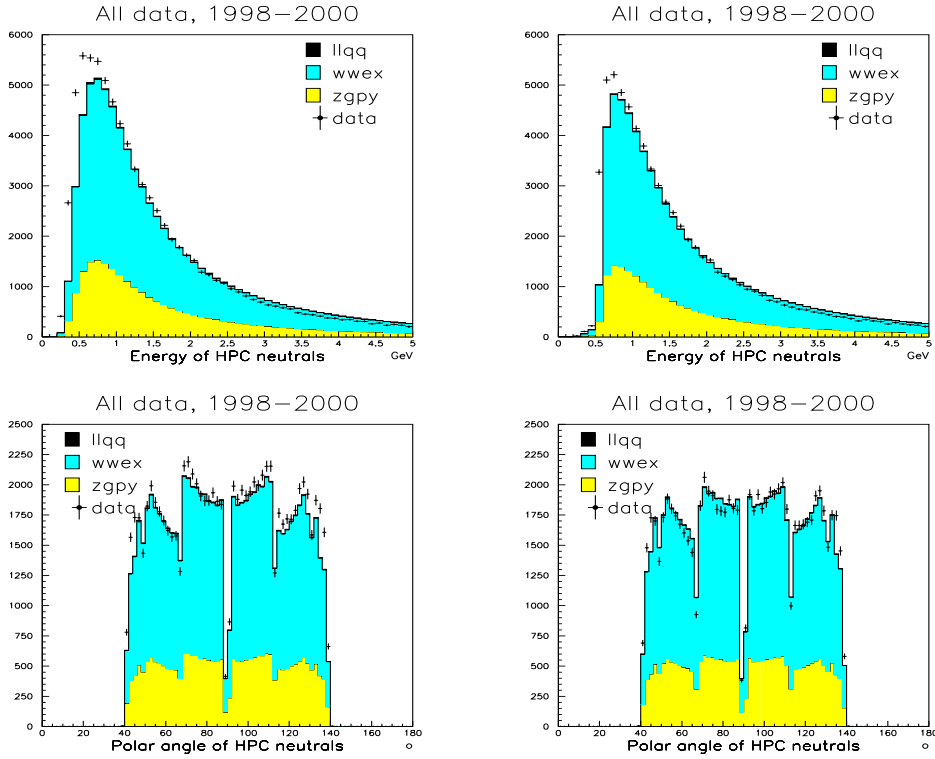 All data, 1998−2000
6000
5000
4000
3000
2000
1000
0
llqq
wwex
zgpy
data
0 0.5 1 1.5 2 2.5 3 3.5 4 4.5 5
Energy of HPC neutrals GeV
All data, 1998−2000
6000
5000
4000
3000
2000
1000
0
llqq
wwex
zgpy
data
0 0.5 1 1.5 2 2.5 3 3.5 4 4.5 5
Energy of HPC neutrals GeV
All data, 1998−2000
2500
2250
2000
1750
1500
1250
1000
750
500
250
0
llqq
wwex
zgpy
data
0 20 40 60 80 100 120 140 160 180
Polar angle of HPC neutrals o
All data, 1998−2000
2500
2250
2000
1750
1500
1250
1000
750
500
250
0
llqq
wwex
zgpy
data
0 20 40 60 80 100 120 140 160 180
Polar angle of HPC neutrals o